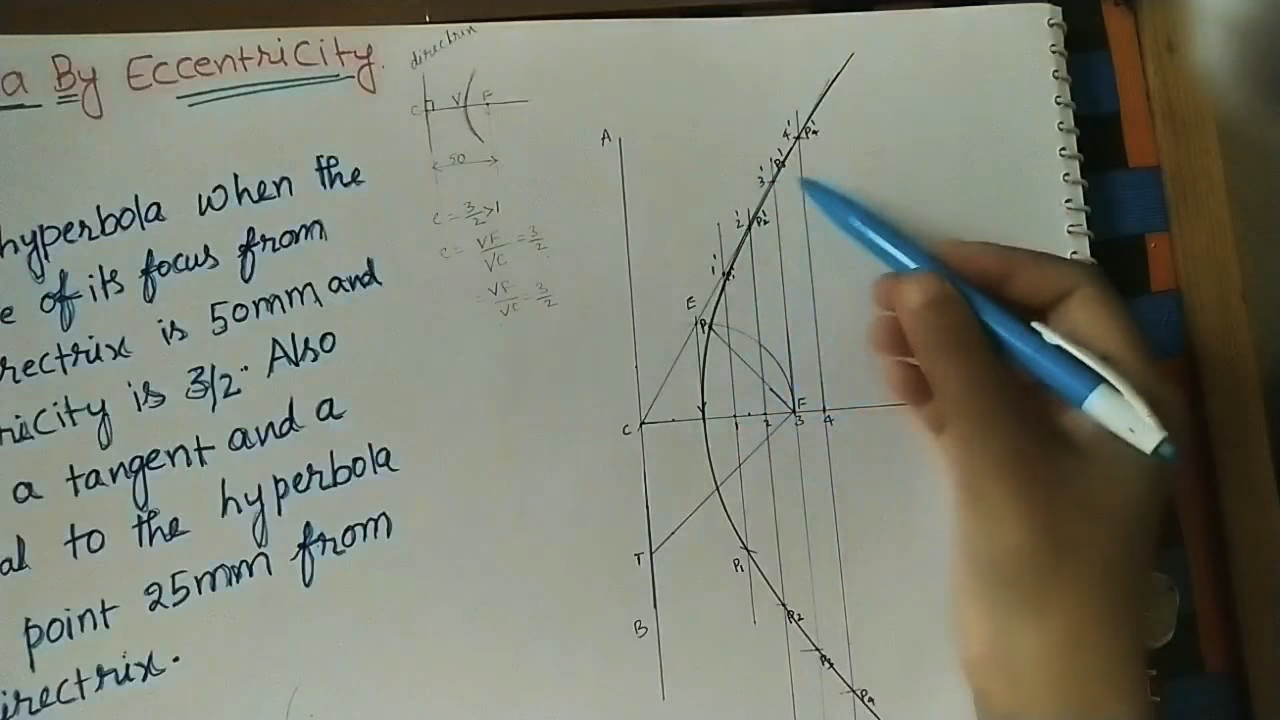 a By Eccentricity.
hyperbola when the
e of its focus from
rectrix is 50mm and
ricity is 3/2. Also
a tangent and a
al to the hyperbola
point 25mm from
irectrix.
directrix
C V F
50
e = 3/2 > 1
e = VF/VC = 3/2
= VF/VC = 3/2
A
4' P4'
3' P3'
2' P2'
1'
E
P
F
C 1 2 3 4
T
P1
B
P2
P3
P4